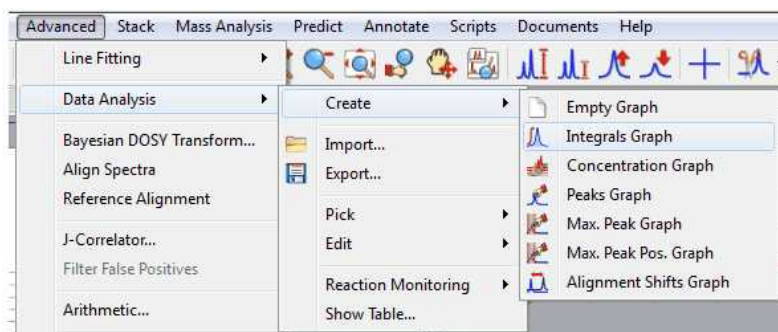 Advanced Stack Mass Analysis Predict Annotate Scripts Documents Help
Line Fitting
Data Analysis
Bayesian DOSY Transform...
Align Spectra
Reference Alignment
J-Correlator...
Filter False Positives
Arithmetic...
Create
Import...
Export...
Pick
Edit
Reaction Monitoring
Show Table...
Empty Graph
Integrals Graph
Concentration Graph
Peaks Graph
Max. Peak Graph
Max. Peak Pos. Graph
Alignment Shifts Graph